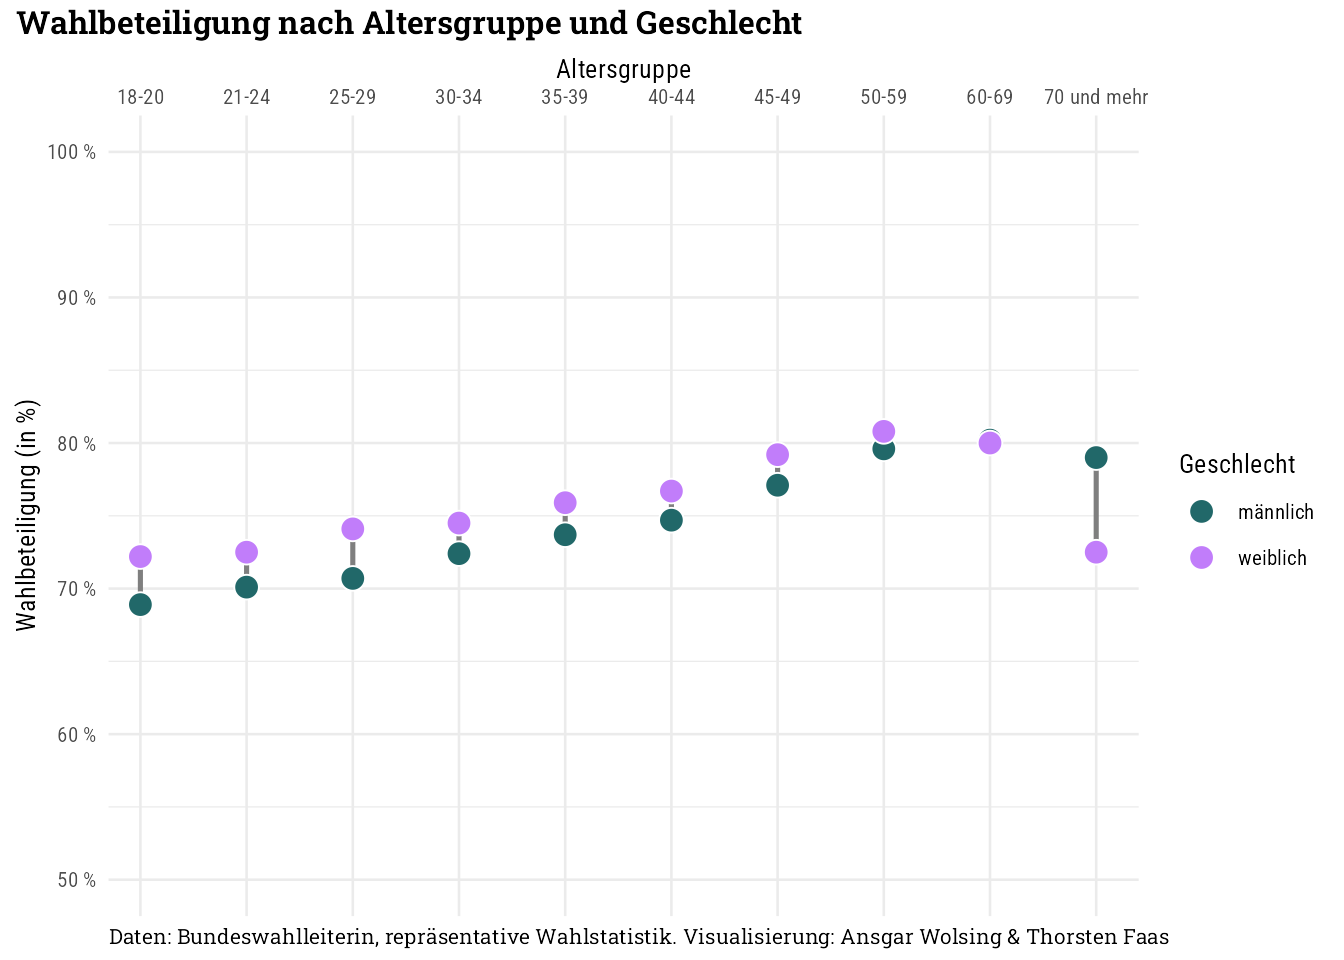 Wahlbeteiligung nach Altersgruppe und Geschlecht
Altersgruppe
18-20 21-24 25-29 30-34 35-39 40-44 45-49 50-59 60-69 70 und mehr
100 %
90 %
80 %
70 %
60 %
50 %
Wahlbeteiligung (in %)
Geschlecht
männlich
weiblich
Daten: Bundeswahlleiterin, repräsentative Wahlstatistik. Visualisierung: Ansgar Wolsing & Thorsten Faas